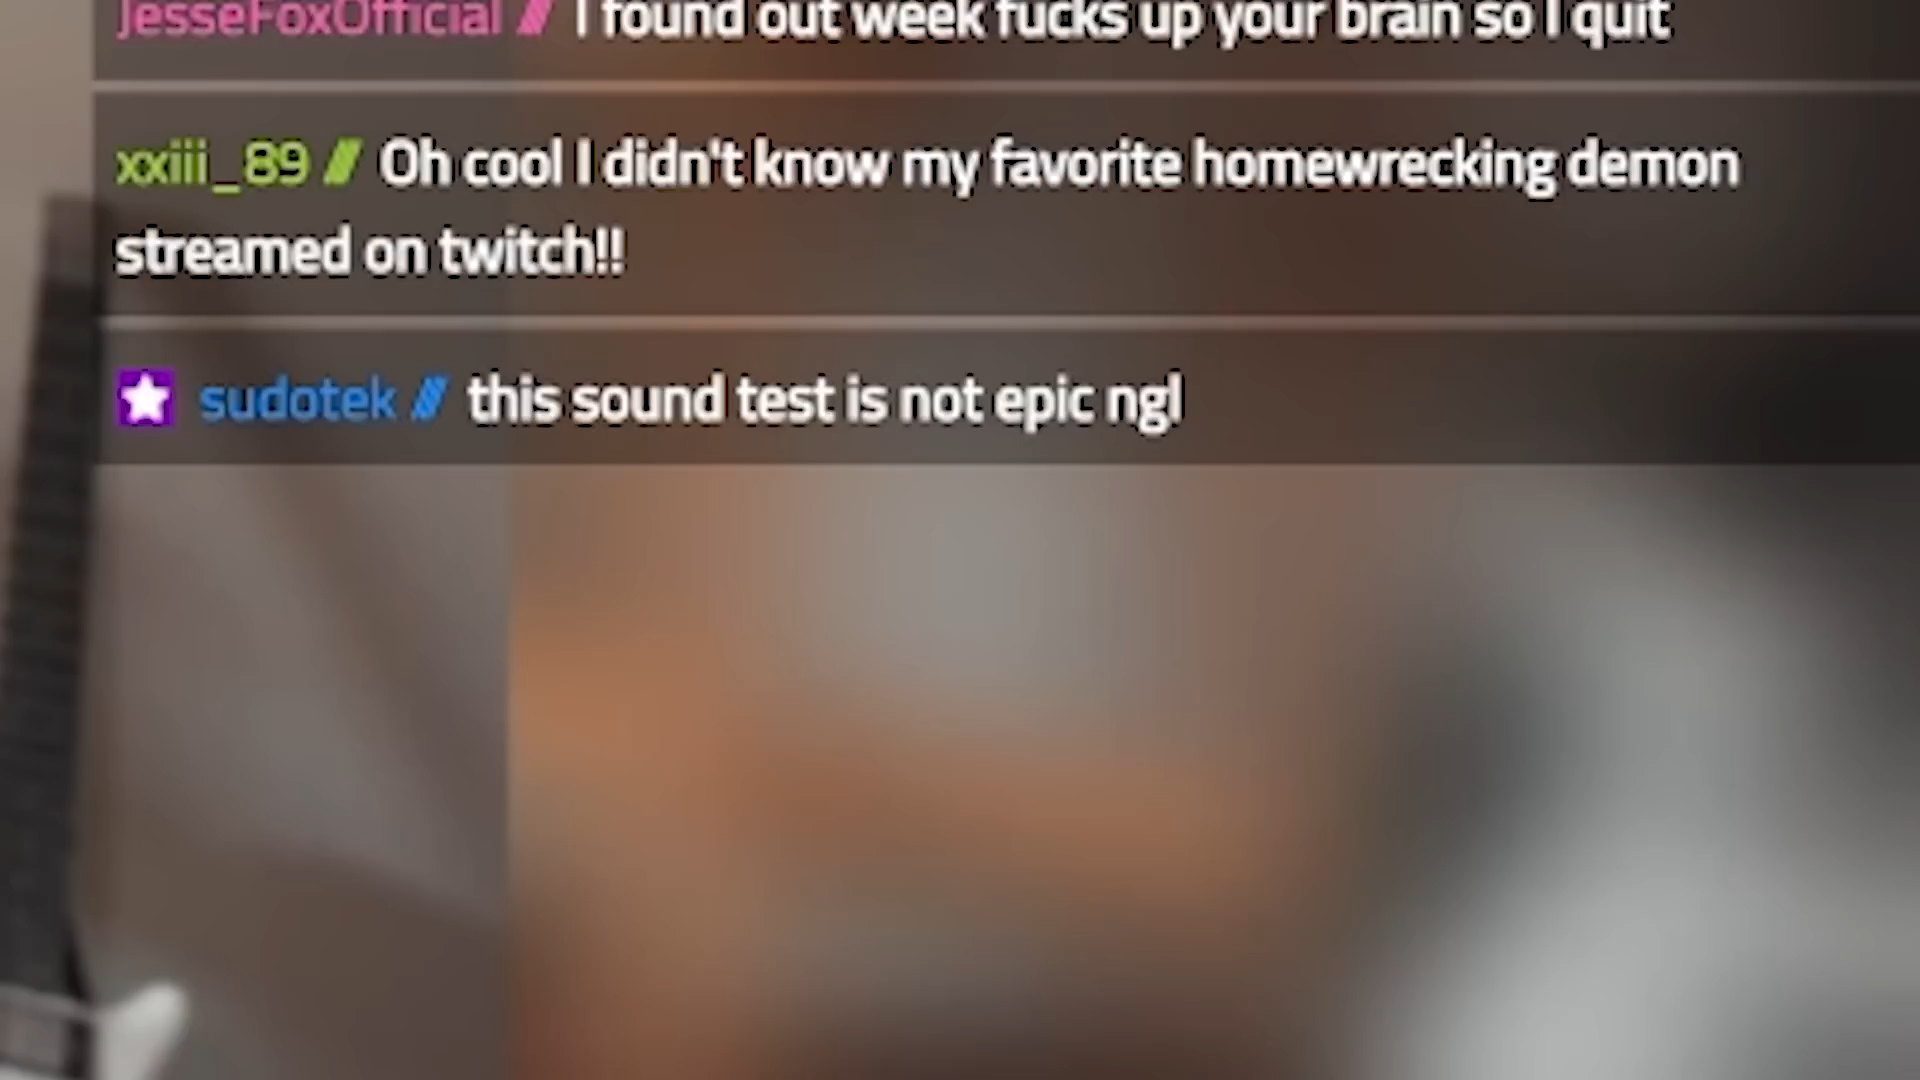 JesseFoxOfficial // I found out week fucks up your brain so I quit
xxiii_89 // Oh cool I didn't know my favorite homewrecking demon
streamed on twitch!!
sudotek // this sound test is not epic ngl